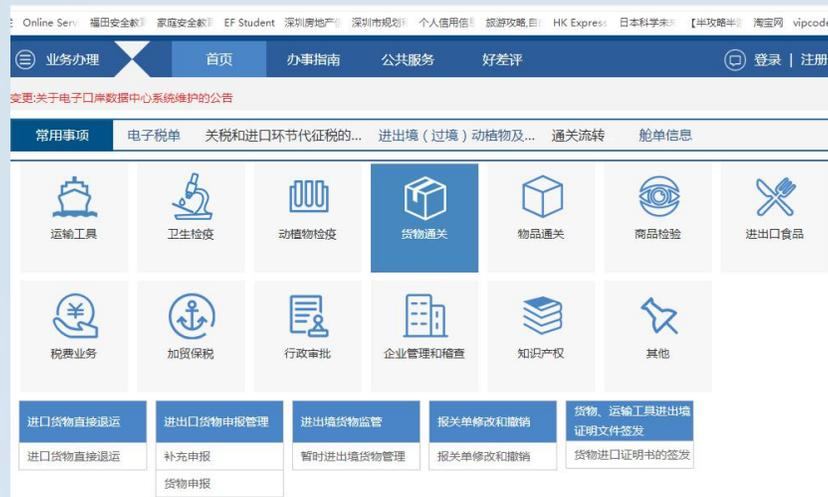 Online Serv 福田安全教 家庭安全教 EF Student 深圳房地产 深圳市规划 个人信用信 旅游攻略,自 HK Express 日本科学未 【半攻略半 淘宝网 vipcode
业务办理 首页 办事指南 公共服务 好差评 登录 | 注册
变更:关于电子口岸数据中心系统维护的公告
常用事项 电子税单 关税和进口环节代征税的... 进出境（过境）动植物及... 通关流转 舱单信息
运输工具 卫生检疫 动植物检疫 货物通关 物品通关 商品检验 进出口食品
税费业务 加贸保税 行政审批 企业管理和稽查 知识产权 其他
进口货物直接退运 进出口货物申报管理 进出境货物监管 报关单修改和撤销 货物、运输工具进出境
证明文件签发
进口货物直接退运 补充申报 暂时进出境货物管理 报关单修改和撤销 货物进口证明书的签发
货物申报